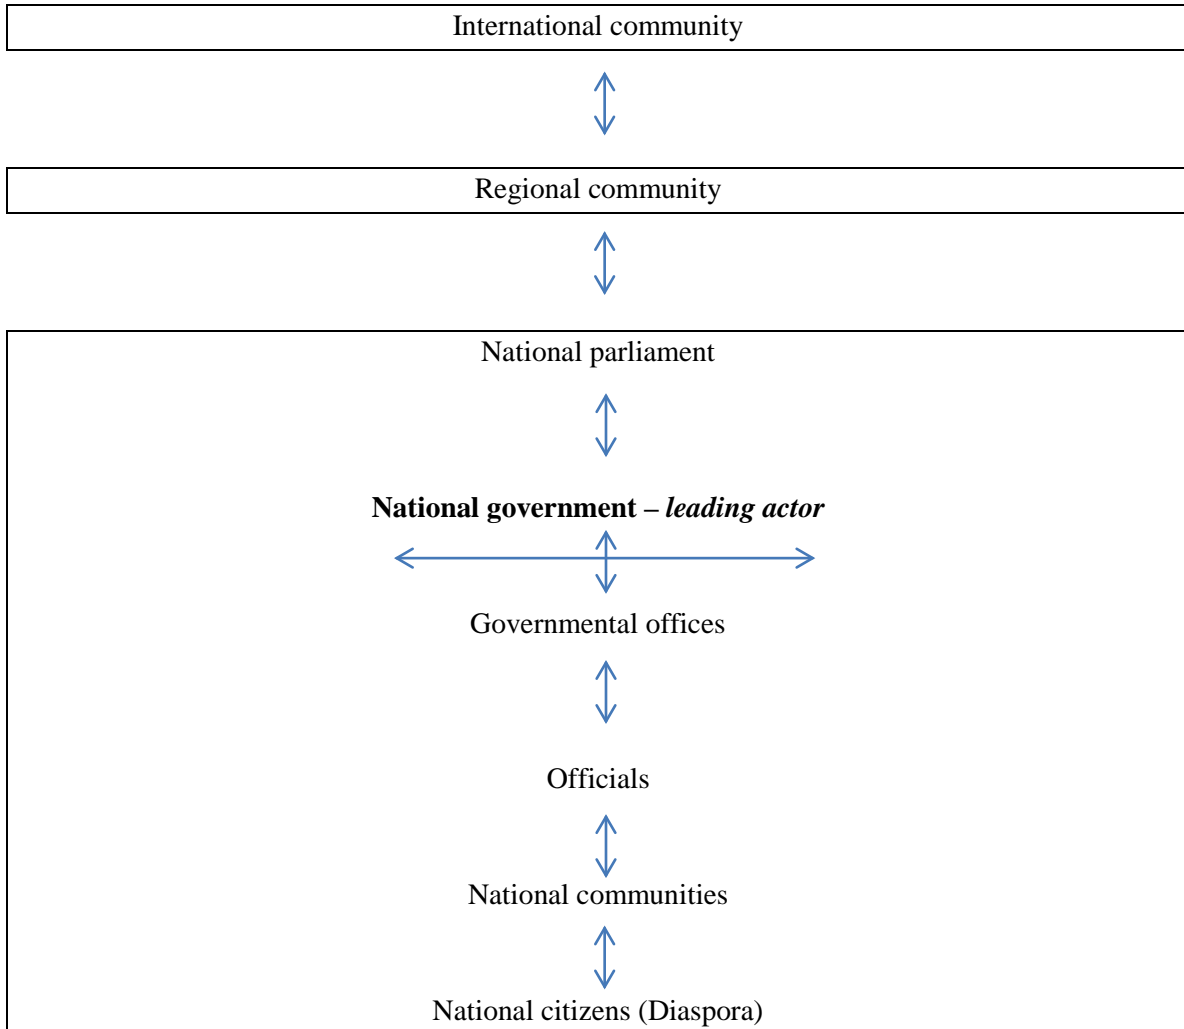 International community
Regional community
National parliament
National government – leading actor
Governmental offices
Officials
National communities
National citizens (Diaspora)